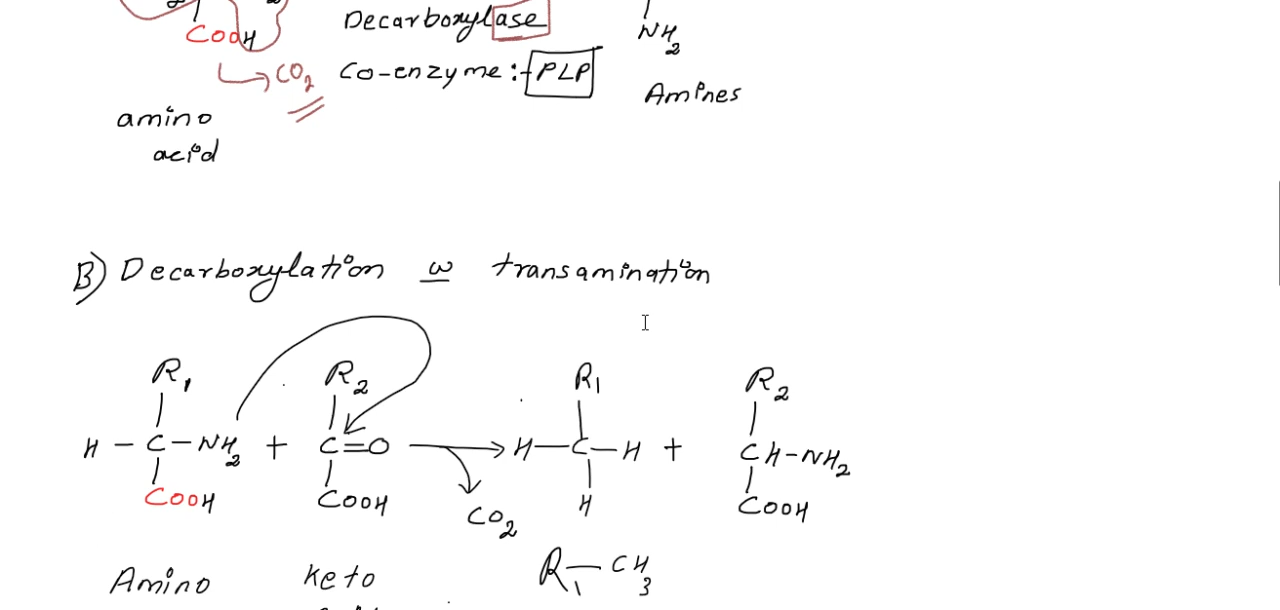 COOH Decarboxylase NH2
CO2 Co-enzyme:- PLP
Amines
amino
acid
B) Decarboxylation w transamination
R1 R2 R1 R2
H - C - NH2 + C = O H - C - H + CH - NH2
COOH COOH CO2 H COOH
Amino Keto R1 - CH3